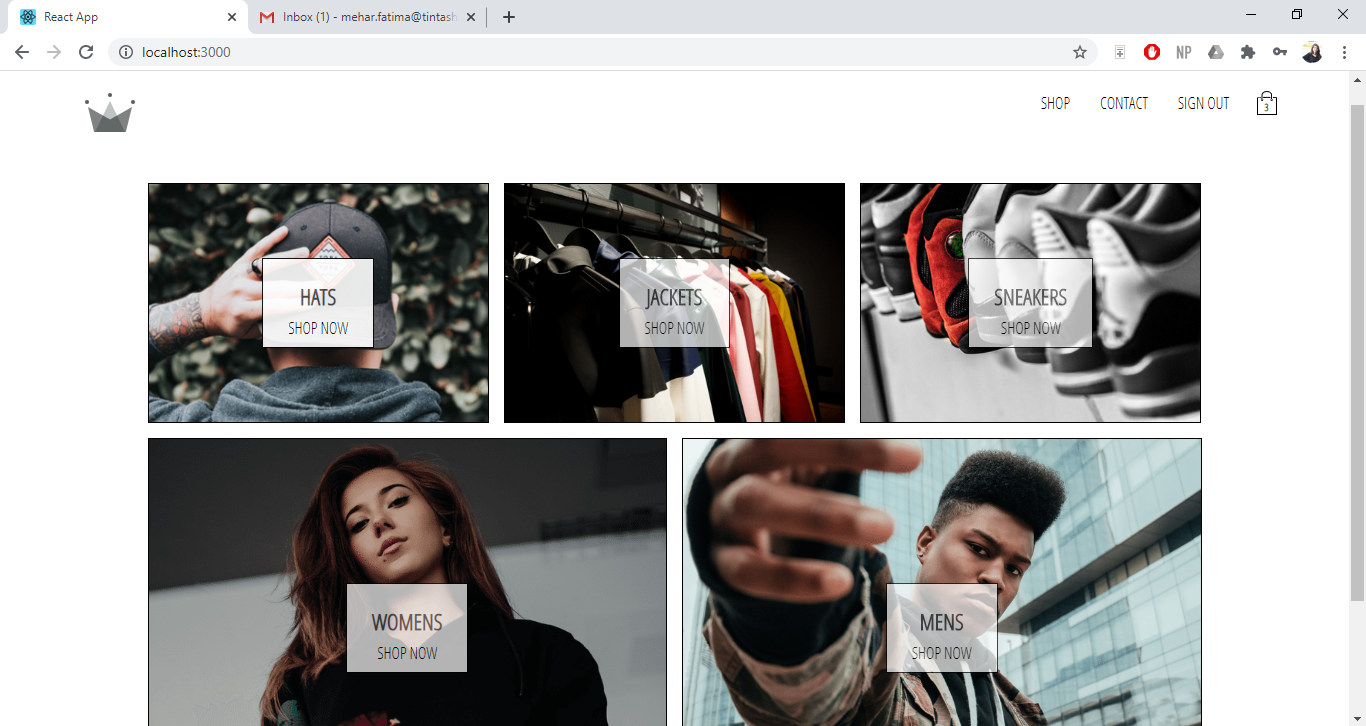 React App
Inbox (1) - mehar.fatima@tintash
localhost:3000
NP
SHOP
CONTACT
SIGN OUT
3
HATS
SHOP NOW
JACKETS
SHOP NOW
SNEAKERS
SHOP NOW
WOMENS
SHOP NOW
MENS
SHOP NOW